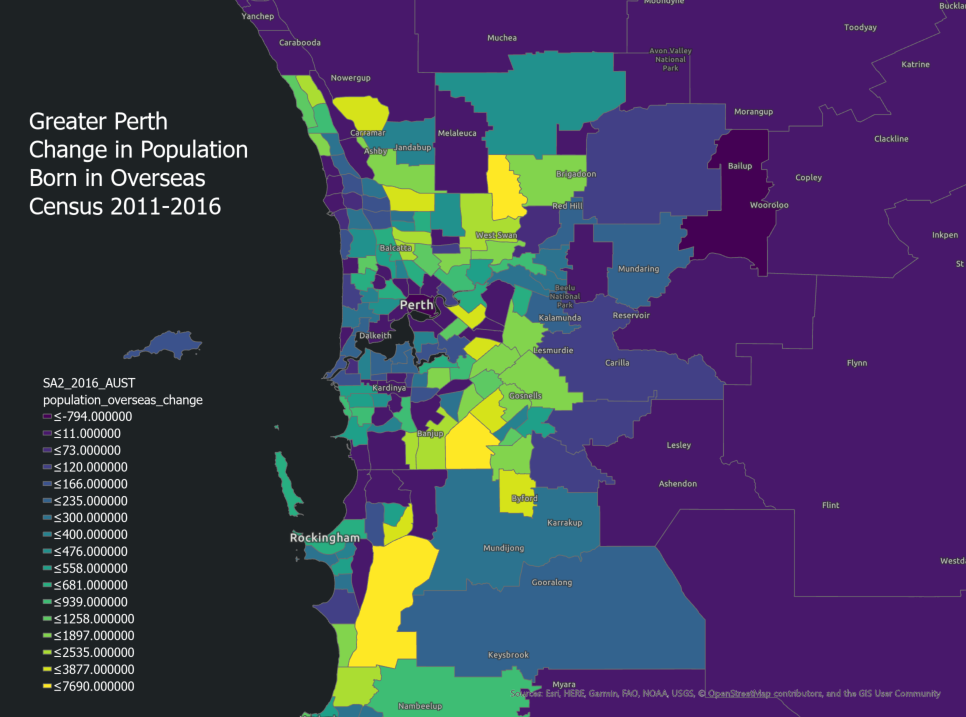 Moondyne
Bucklan
Yanchep
Toodyay
Muchea
Carabooda
Avon Valley
National
Park
Katrine
Nowergup
Morangup
Greater Perth
Change in Population
Born in Overseas
Census 2011-2016
Carramar
Melaleuca
Clackline
Ashby
Jandabup
Bailup
Brigadoon
Copley
Red Hill
Wooroloo
West Swan
Inkpen
Balcatta
St
Mundaring
Beelu
National
Park
Perth
Kalamunda
Reservoir
Dalkeith
Lesmurdie
Carilla
Flynn
Kardinya
Gosnells
Banjup
Lesley
Ashendon
Byford
Flint
Karrakup
Rockingham
Mundijong
Westd
Gooralong
Keysbrook
Myara
Nambeelup
SA2_2016_AUST
population_overseas_change
≤-794.000000
≤11.000000
≤73.000000
≤120.000000
≤166.000000
≤235.000000
≤300.000000
≤400.000000
≤476.000000
≤558.000000
≤681.000000
≤939.000000
≤1258.000000
≤1897.000000
≤2535.000000
≤3877.000000
≤7690.000000
Sources: Esri, HERE, Garmin, FAO, NOAA, USGS, © OpenStreetMap contributors, and the GIS User Community